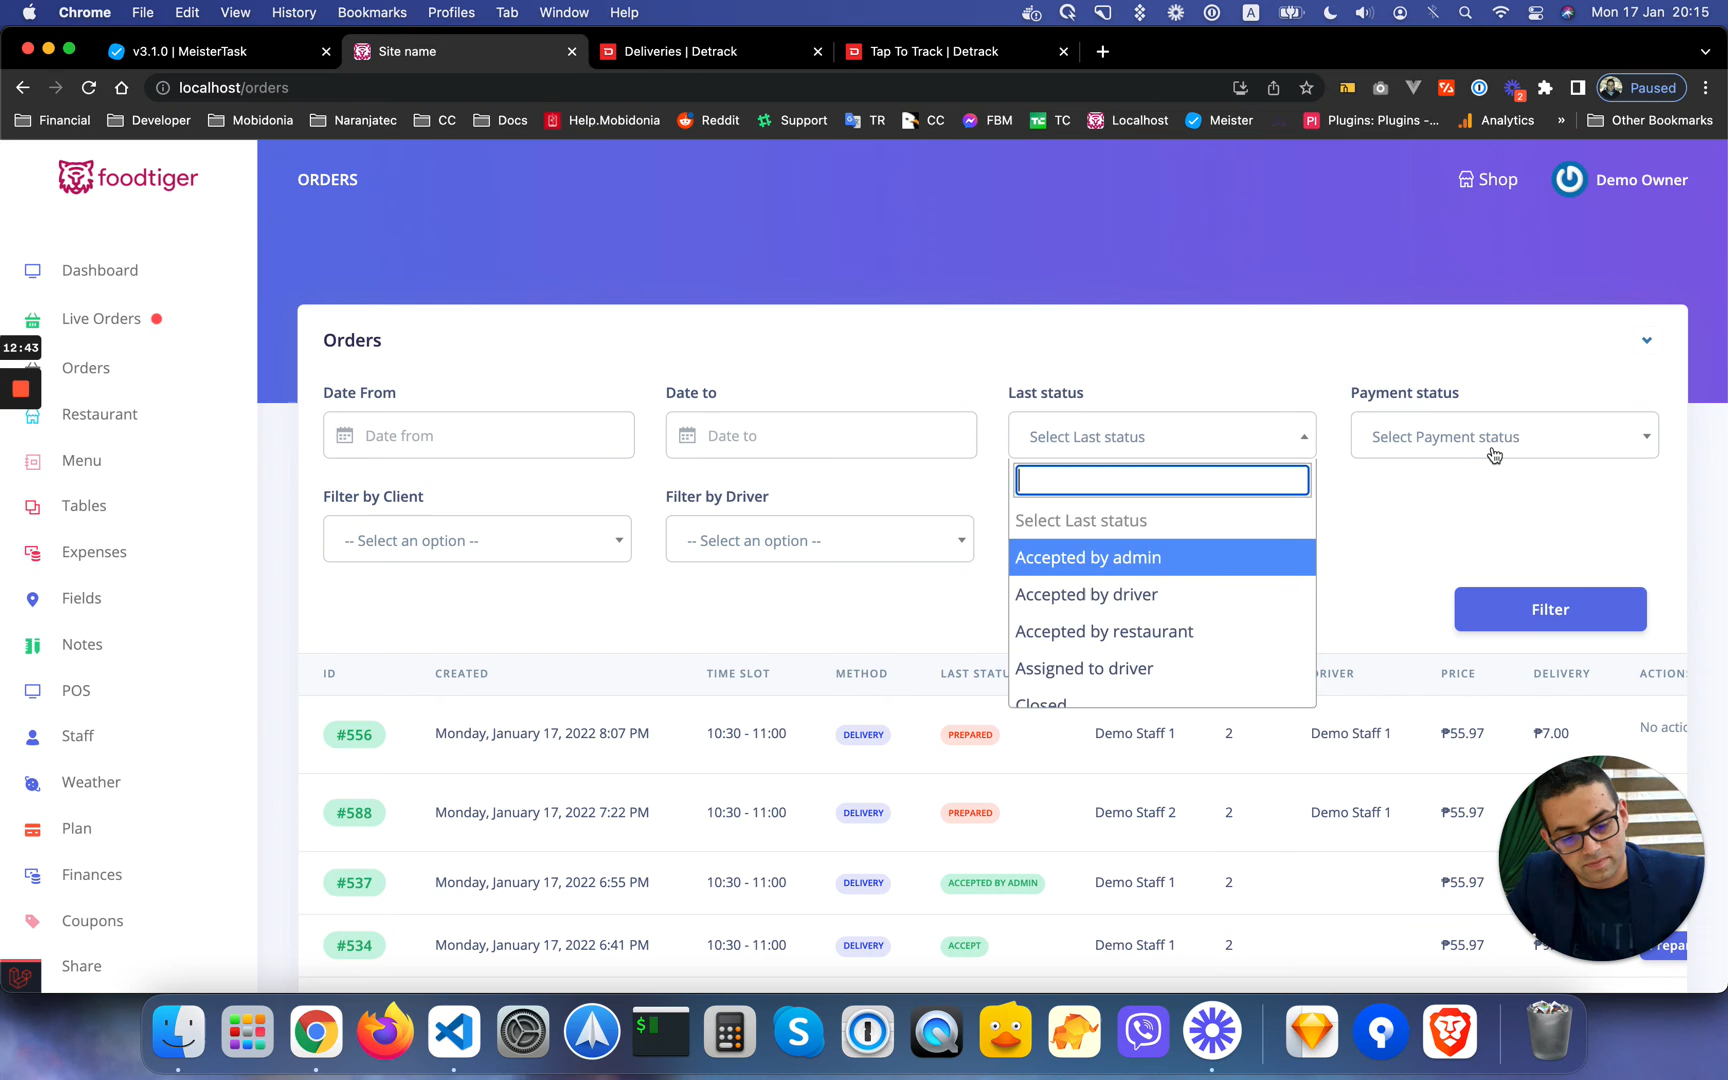 Chrome File Edit View History Bookmarks Profiles Tab Window Help
A
Mon 17 Jan 20:15
v3.1.0 | MeisterTask
Site name
Deliveries | Detrack
Tap To Track | Detrack
localhost/orders
2
Paused
Financial Developer Mobidonia Naranjatec CC Docs Help.Mobidonia Reddit Support TR CC FBM TC Localhost Meister Plugins: Plugins -... Analytics » Other Bookmarks
foodtiger
ORDERS
Shop
Demo Owner
Dashboard
Live Orders
12:43
Orders
Restaurant
Menu
Tables
Expenses
Fields
Notes
POS
Staff
Weather
Plan
Finances
Coupons
Share
Orders
Date From
Date to
Last status
Payment status
Date from
Date to
Select Last status
Select Payment status
Filter by Client
Filter by Driver
-- Select an option --
-- Select an option --
Select Last status
Accepted by admin
Accepted by driver
Accepted by restaurant
Assigned to driver
Closed
Filter
ID CREATED TIME SLOT METHOD LAST STATU DRIVER PRICE DELIVERY ACTION
#556 Monday, January 17, 2022 8:07 PM 10:30 - 11:00 DELIVERY PREPARED Demo Staff 1 2 Demo Staff 1 ₱55.97 ₱7.00 No actic
#588 Monday, January 17, 2022 7:22 PM 10:30 - 11:00 DELIVERY PREPARED Demo Staff 2 2 Demo Staff 1 ₱55.97
#537 Monday, January 17, 2022 6:55 PM 10:30 - 11:00 DELIVERY ACCEPTED BY ADMIN Demo Staff 1 2 ₱55.97
#534 Monday, January 17, 2022 6:41 PM 10:30 - 11:00 DELIVERY ACCEPT Demo Staff 1 2 ₱55.97 repar